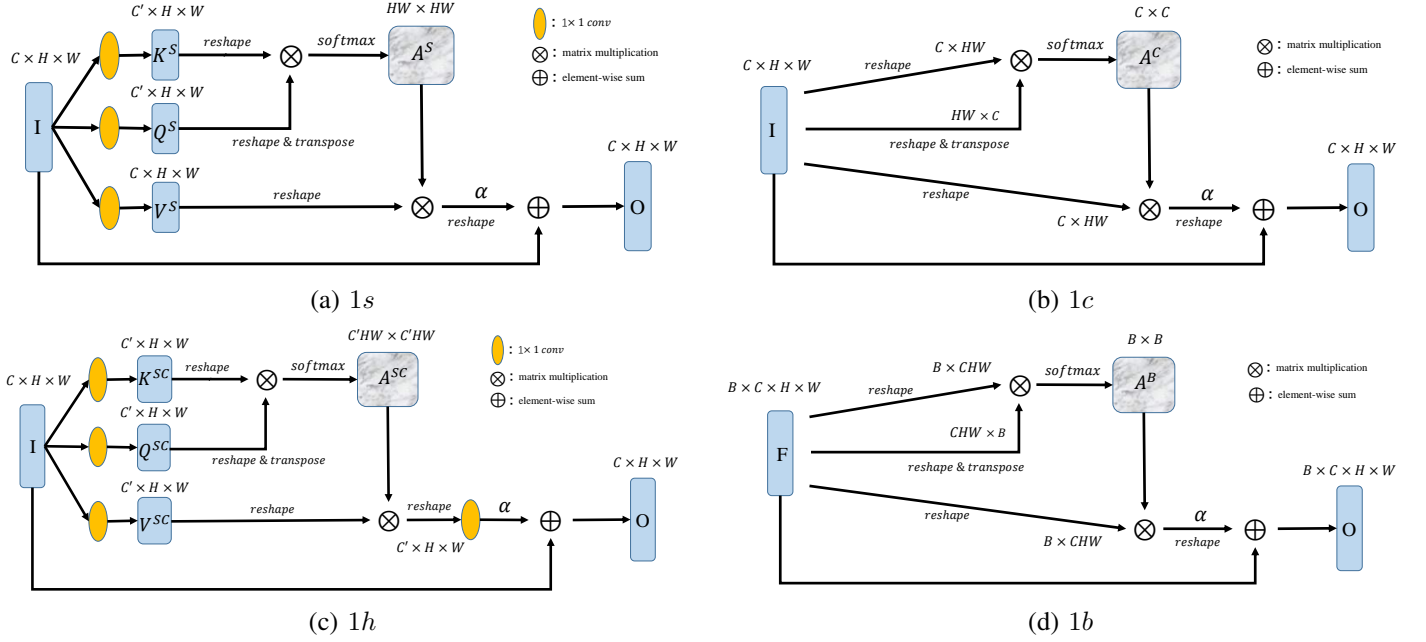 C′ × H × W
HW × HW
: 1× 1 conv
C × H × W
K^S
reshape
softmax
A^S
: matrix multiplication
: element-wise sum
C′ × H × W
I
Q^S
reshape & transpose
C × H × W
C × H × W
V^S
reshape
α
reshape
O
(a) 1s
C × C
C × HW
softmax
: matrix multiplication
C × H × W
reshape
A^C
: element-wise sum
I
HW × C
reshape & transpose
C × H × W
reshape
α
C × HW
reshape
O
(b) 1c
C′ × H × W
C′HW × C′HW
: 1× 1 conv
C × H × W
K^SC
reshape
softmax
A^SC
: matrix multiplication
: element-wise sum
C′ × H × W
I
Q^SC
reshape & transpose
C × H × W
C′ × H × W
V^SC
reshape
reshape
α
C′ × H × W
O
(c) 1h
B × B
B × CHW
softmax
: matrix multiplication
B × C × H × W
reshape
A^B
: element-wise sum
F
CHW × B
reshape & transpose
B × C × H × W
reshape
α
B × CHW
reshape
O
(d) 1b